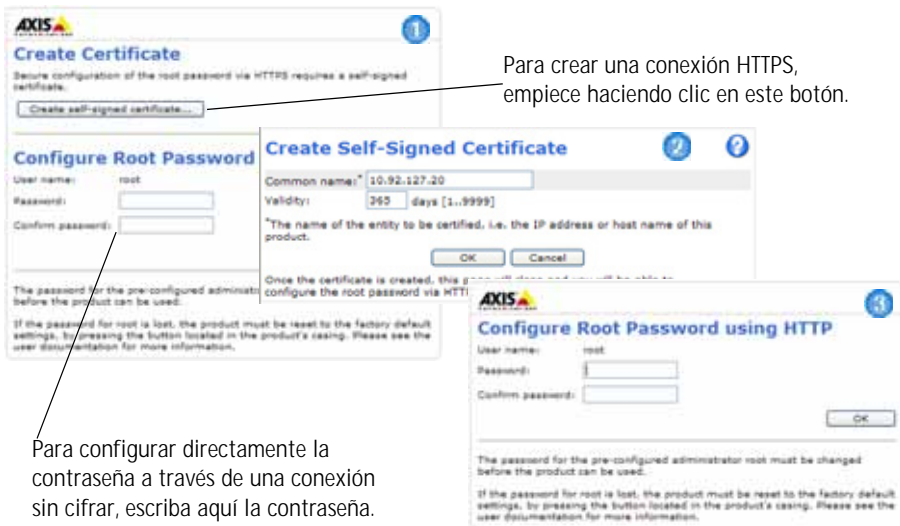 AXIS
1
Create Certificate
Secure configuration of the root password via HTTPS requires a self-signed
certificate.
Create self-signed certificate...
Para crear una conexión HTTPS,
empiece haciendo clic en este botón.
Configure Root Password
User name: root
Password:
Confirm password:
The password for the pre-configured administ
before the product can be used.
If the password for root is lost, the product must be reset to the factory default
settings, by pressing the button located in the product's casing. Please see the
user documentation for more information.
Create Self-Signed Certificate
2
?
Common name:* 10.92.127.20
Validity: 365 days [1..9999]
*The name of the entity to be certified, i.e. the IP address or host name of this
product.
OK Cancel
Once the certificate is created, this page will close and you will be able to
configure the root password via HTT
AXIS
3
Configure Root Password using HTTP
User name: root
Password:
Confirm password:
OK
The password for the pre-configured administrator root must be changed
before the product can be used.
If the password for root is lost, the product must be reset to the factory default
settings, by pressing the button located in the product's casing. Please see the
user documentation for more information.
Para configurar directamente la
contraseña a través de una conexión
sin cifrar, escriba aquí la contraseña.